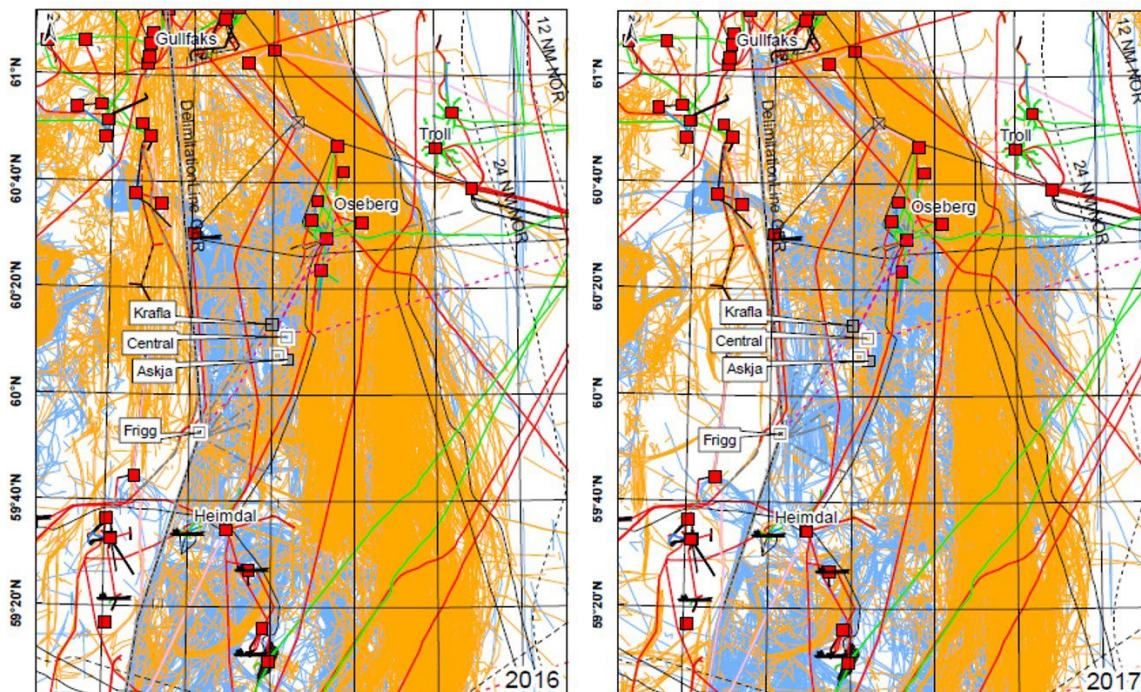 N
Gullfaks
12 NM NOR
61°N
Delimitation Line
Troll
24 NM NOR
60°40'N
Oseberg
60°20'N
Krafla
Central
Askja
60°0'N
Frigg
59°40'N
Heimdal
59°20'N
2016
N
Gullfaks
12 NM NOR
61°N
Delimitation Line
Troll
24 NM NOR
60°40'N
Oseberg
60°20'N
Krafla
Central
Askja
60°0'N
Frigg
59°40'N
Heimdal
59°20'N
2017